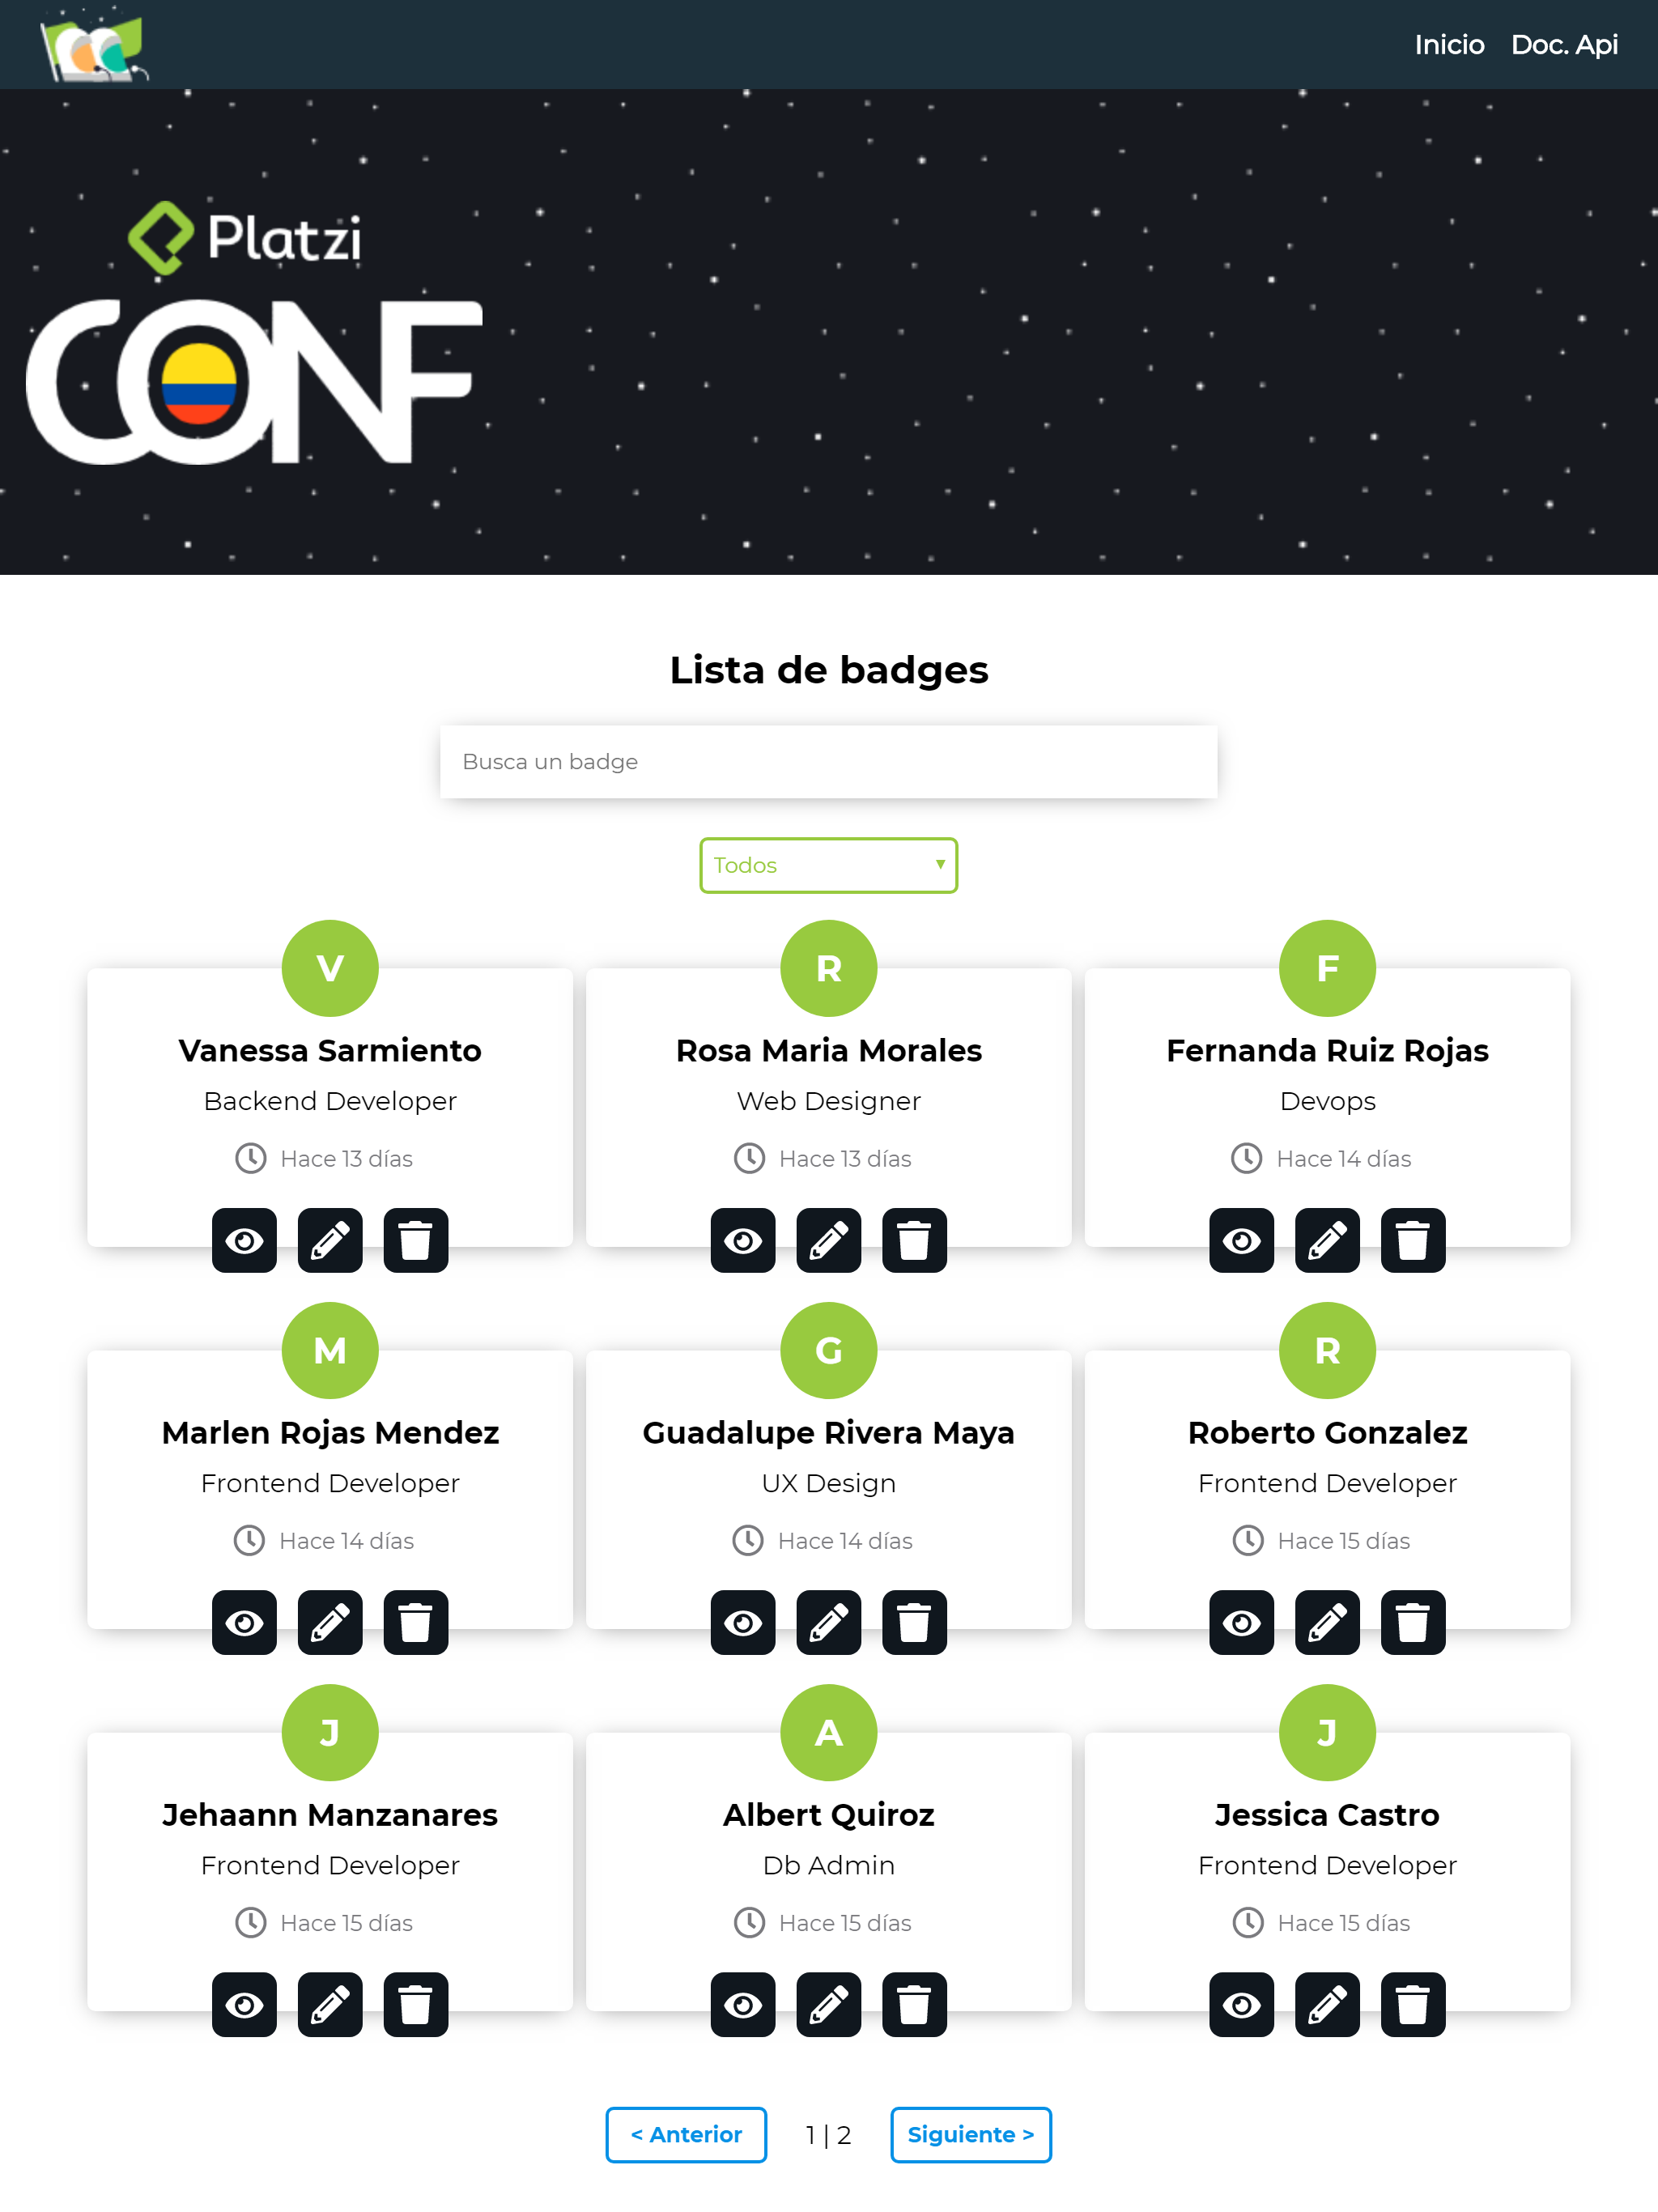 Inicio Doc. Api
Platzi
CONF
Lista de badges
Busca un badge
Todos
V
Vanessa Sarmiento
Backend Developer
Hace 13 días
R
Rosa Maria Morales
Web Designer
Hace 13 días
F
Fernanda Ruiz Rojas
Devops
Hace 14 días
M
Marlen Rojas Mendez
Frontend Developer
Hace 14 días
G
Guadalupe Rivera Maya
UX Design
Hace 14 días
R
Roberto Gonzalez
Frontend Developer
Hace 15 días
J
Jehaann Manzanares
Frontend Developer
Hace 15 días
A
Albert Quiroz
Db Admin
Hace 15 días
J
Jessica Castro
Frontend Developer
Hace 15 días
< Anterior 1 | 2 Siguiente >